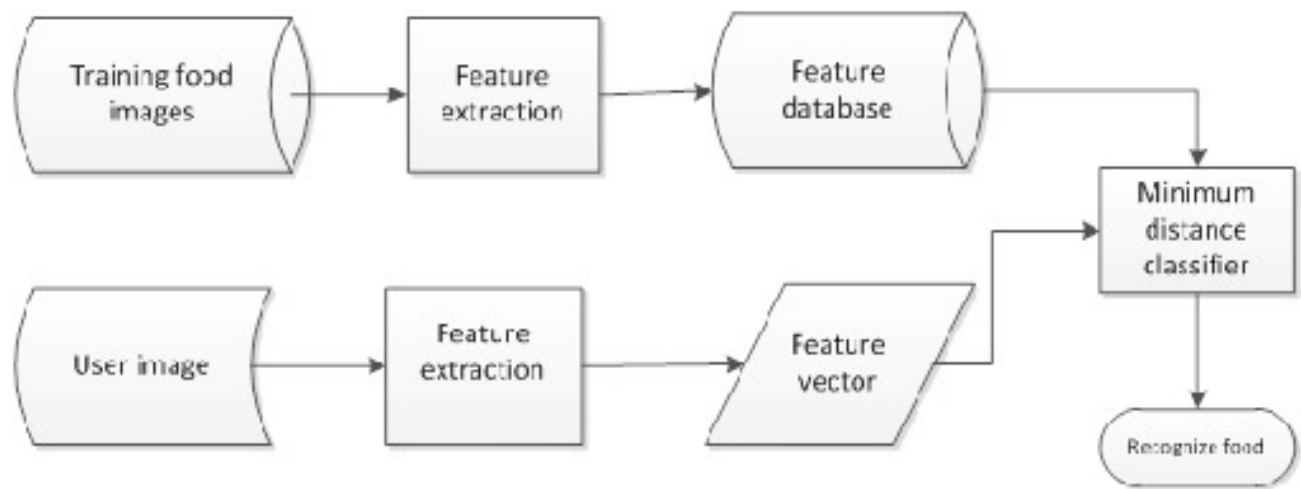 Training food
images
Feature
extraction
Feature
database
Minimum
distance
classifier
User image
Feature
extraction
Feature
vector
Recognize food